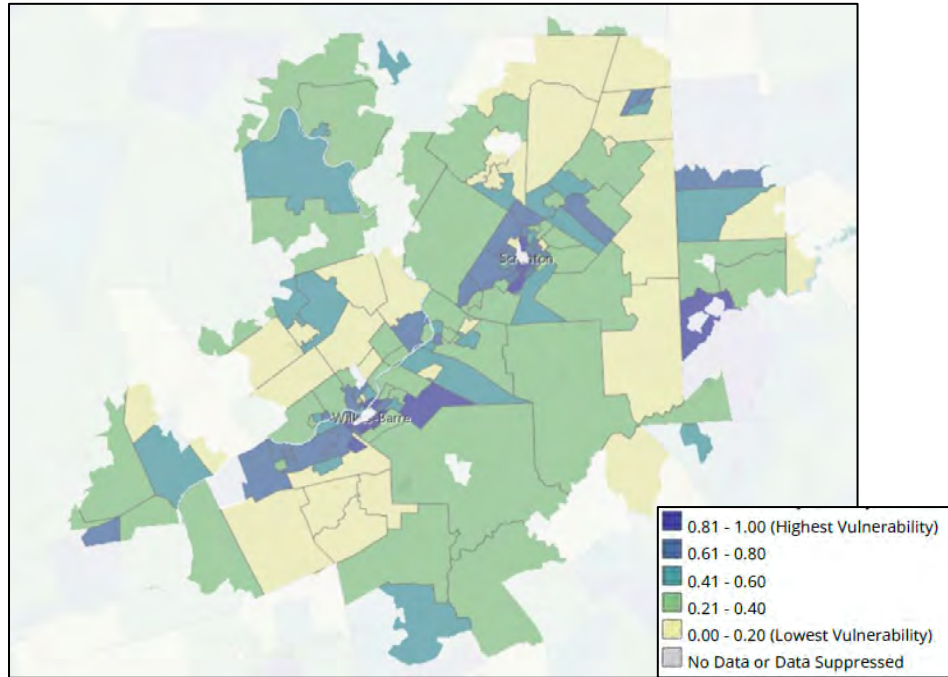 Scranton
Wilkes-Barre
0.81 - 1.00 (Highest Vulnerability)
0.61 - 0.80
0.41 - 0.60
0.21 - 0.40
0.00 - 0.20 (Lowest Vulnerability)
No Data or Data Suppressed